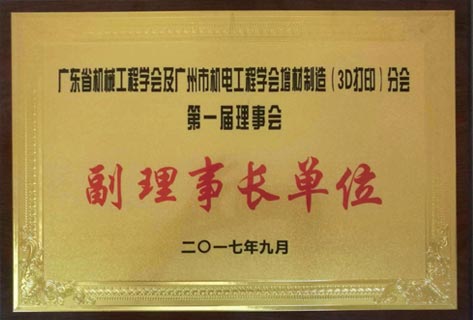 广东省机械工程学会及广州市机电工程学会增材制造（3D打印）分会
第一届理事会
副理事长单位
二〇一七年九月